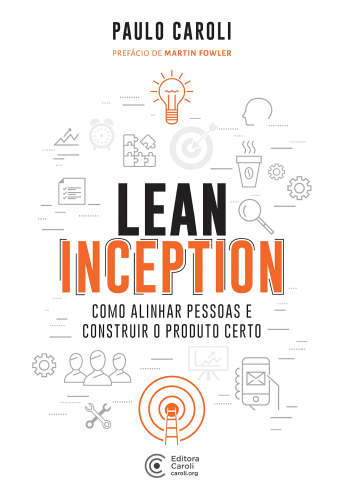 PAULO CAROLI
PREFÁCIO DE MARTIN FOWLER
LEAN
INCEPTION
COMO ALINHAR PESSOAS E
CONSTRUIR O PRODUTO CERTO
Editora
Caroli
caroli.org